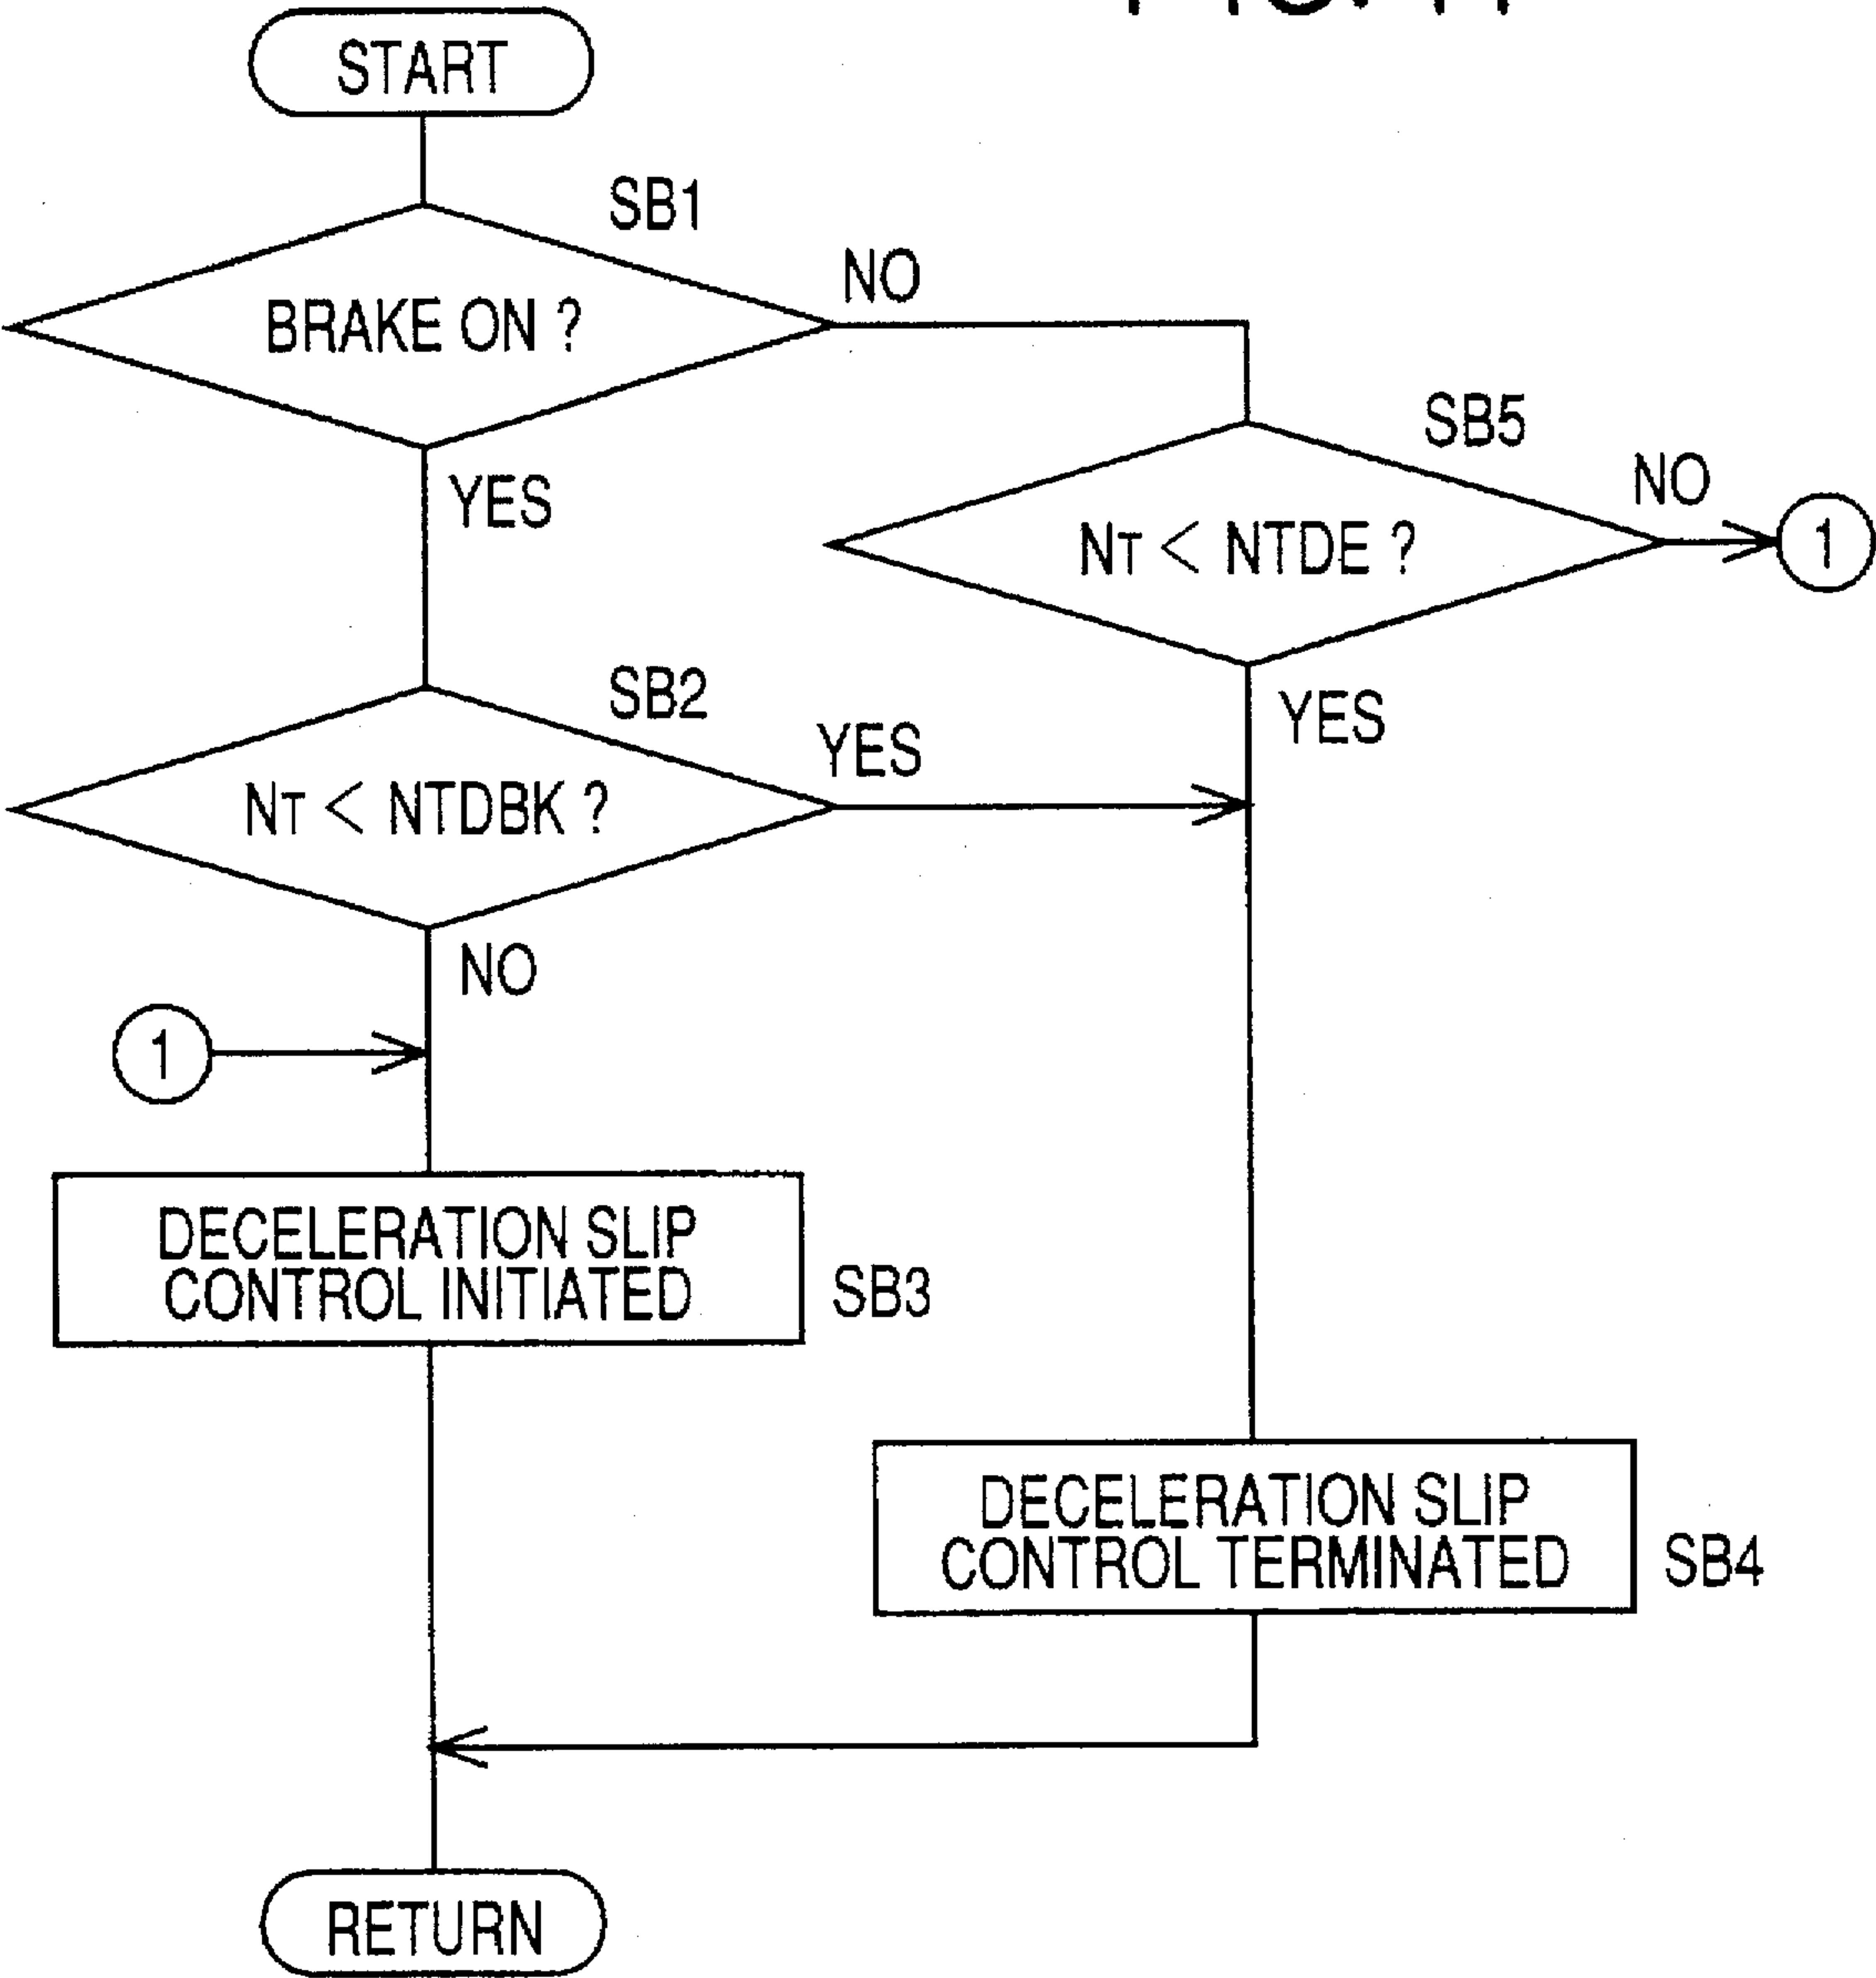 START
SB1
BRAKE ON ?
NO
YES
SB5
NT < NTDE ?
NO
1
YES
SB2
NT < NTDBK ?
YES
NO
1
DECELERATION SLIP
CONTROL INITIATED
SB3
DECELERATION SLIP
CONTROL TERMINATED
SB4
RETURN